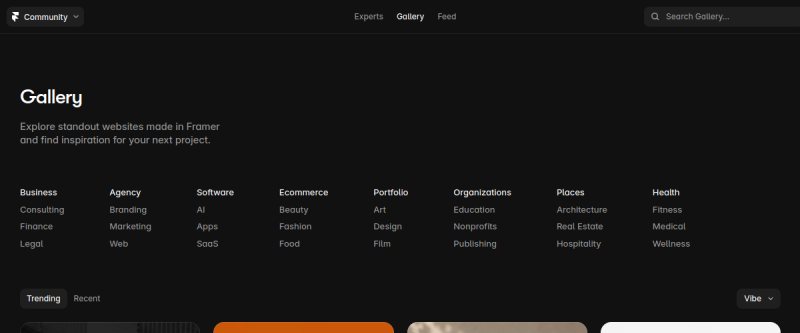 Community Experts Gallery Feed Search Gallery...
Gallery
Explore standout websites made in Framer
and find inspiration for your next project.
Business Agency Software Ecommerce Portfolio Organizations Places Health
Consulting Branding AI Beauty Art Education Architecture Fitness
Finance Marketing Apps Fashion Design Nonprofits Real Estate Medical
Legal Web SaaS Food Film Publishing Hospitality Wellness
Trending Recent Vibe